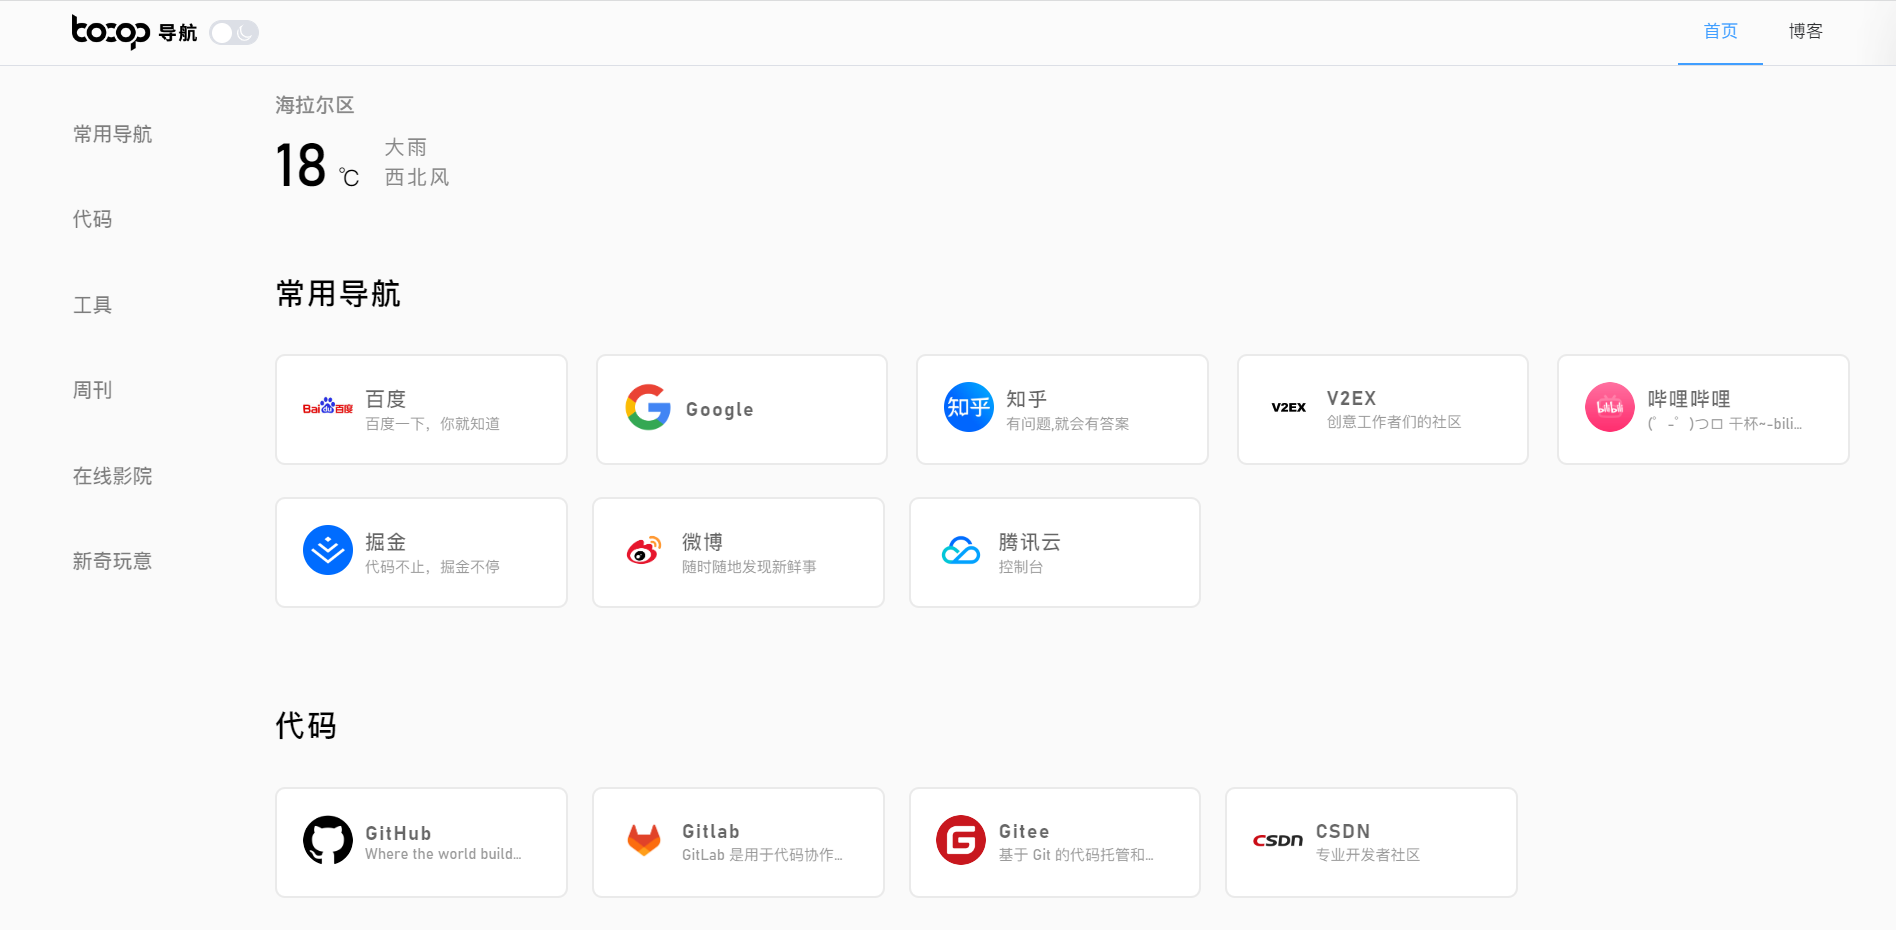 tocop 导航
首页
博客
常用导航
代码
工具
周刊
在线影院
新奇玩意
海拉尔区
18 ℃
大雨
西北风
常用导航
Bai du 百度
百度
百度一下，你就知道
Google
知乎
知乎
有问题,就会有答案
V2EX
V2EX
创意工作者们的社区
bilibili
哔哩哔哩
(゜-゜)つロ 干杯~-bili...
掘金
代码不止，掘金不停
微博
随时随地发现新鲜事
腾讯云
控制台
代码
GitHub
Where the world build...
Gitlab
GitLab 是用于代码协作...
Gitee
基于 Git 的代码托管和...
CSDN
CSDN
专业开发者社区